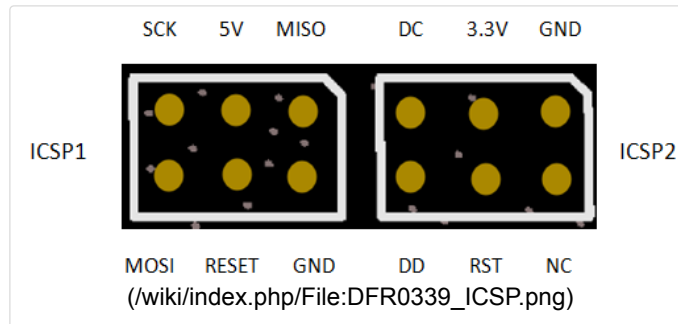 SCK 5V MISO DC 3.3V GND
ICSP1 ICSP2
MOSI RESET GND DD RST NC
(/wiki/index.php/File:DFR0339_ICSP.png)